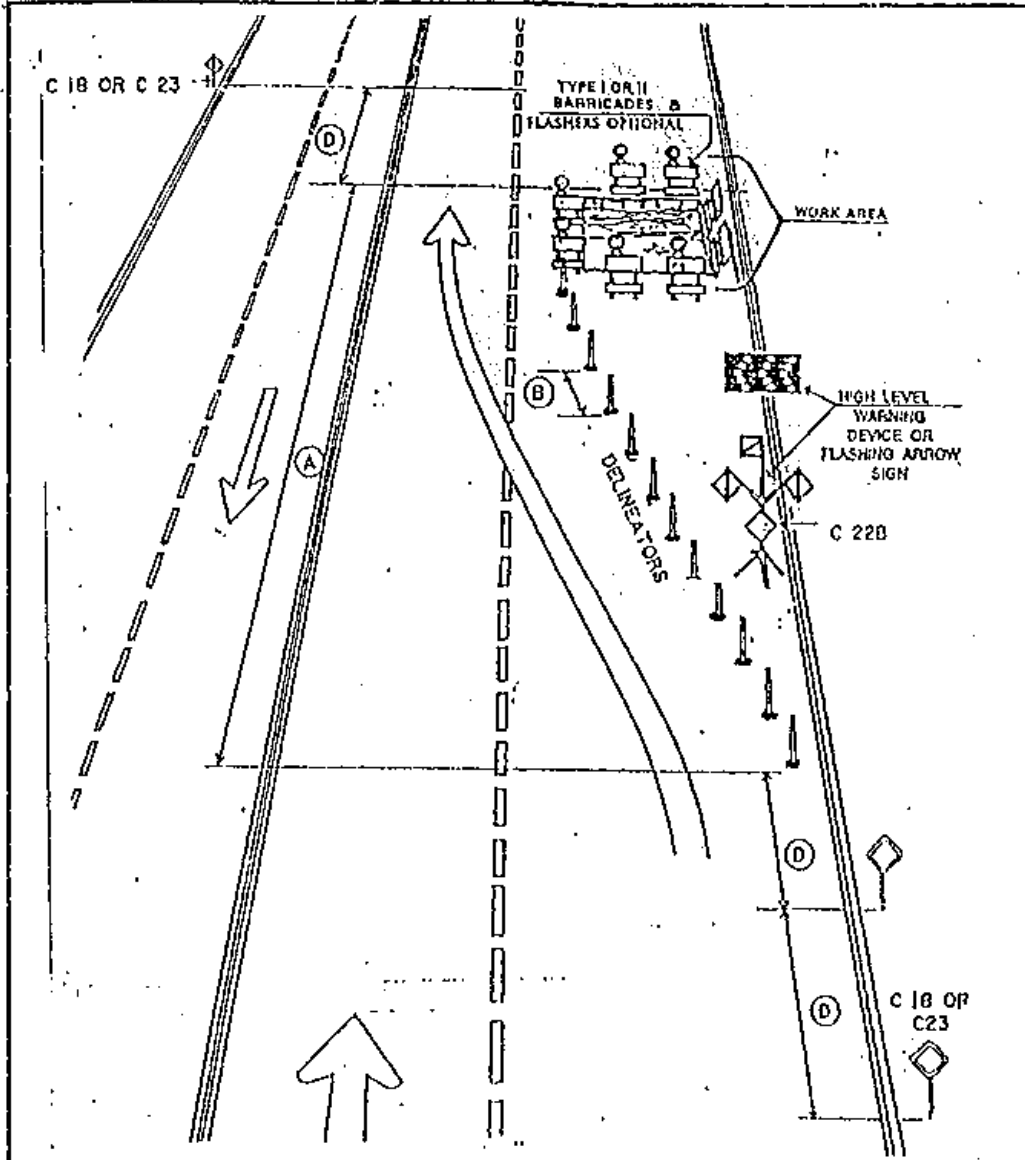 C 18 OR C 23
TYPE I OR II
BARRICADES &
FLASHERS OPTIONAL
D
WORK AREA
B
HIGH LEVEL
WARNING
DEVICE OR
FLASHING ARROW
SIGN
A
DELINEATORS
C 22B
D
D
C 18 OR
C23